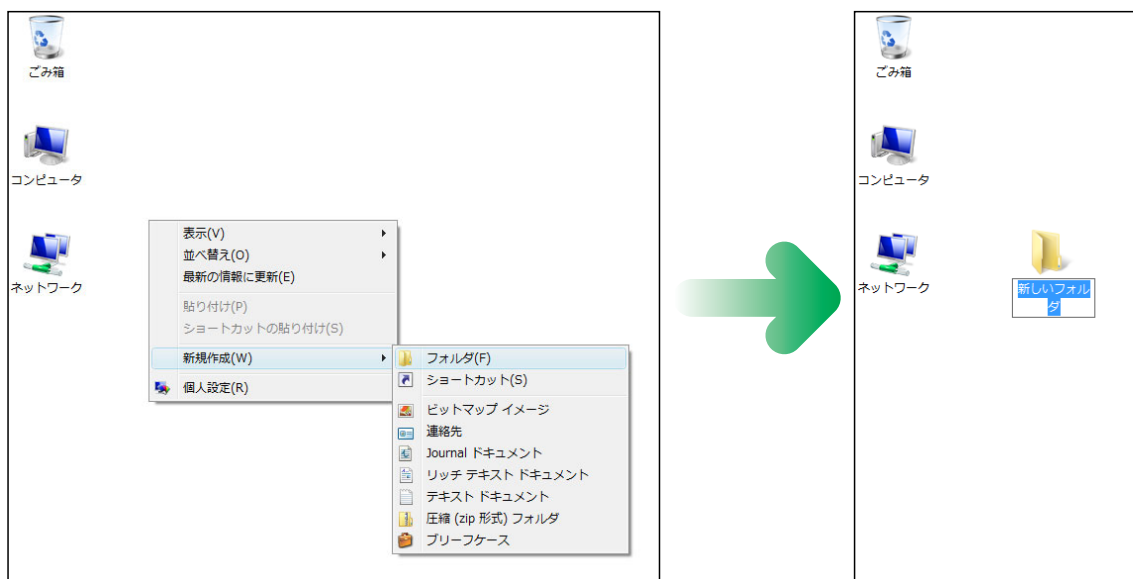 ごみ箱
コンピュータ
ネットワーク
表示(V)
並べ替え(O)
最新の情報に更新(E)
貼り付け(P)
ショートカットの貼り付け(S)
新規作成(W)
個人設定(R)
フォルダ(F)
ショートカット(S)
ビットマップ イメージ
連絡先
Journal ドキュメント
リッチ テキスト ドキュメント
テキスト ドキュメント
圧縮 (zip 形式) フォルダ
ブリーフケース
ごみ箱
コンピュータ
ネットワーク
新しいフォル
ダ